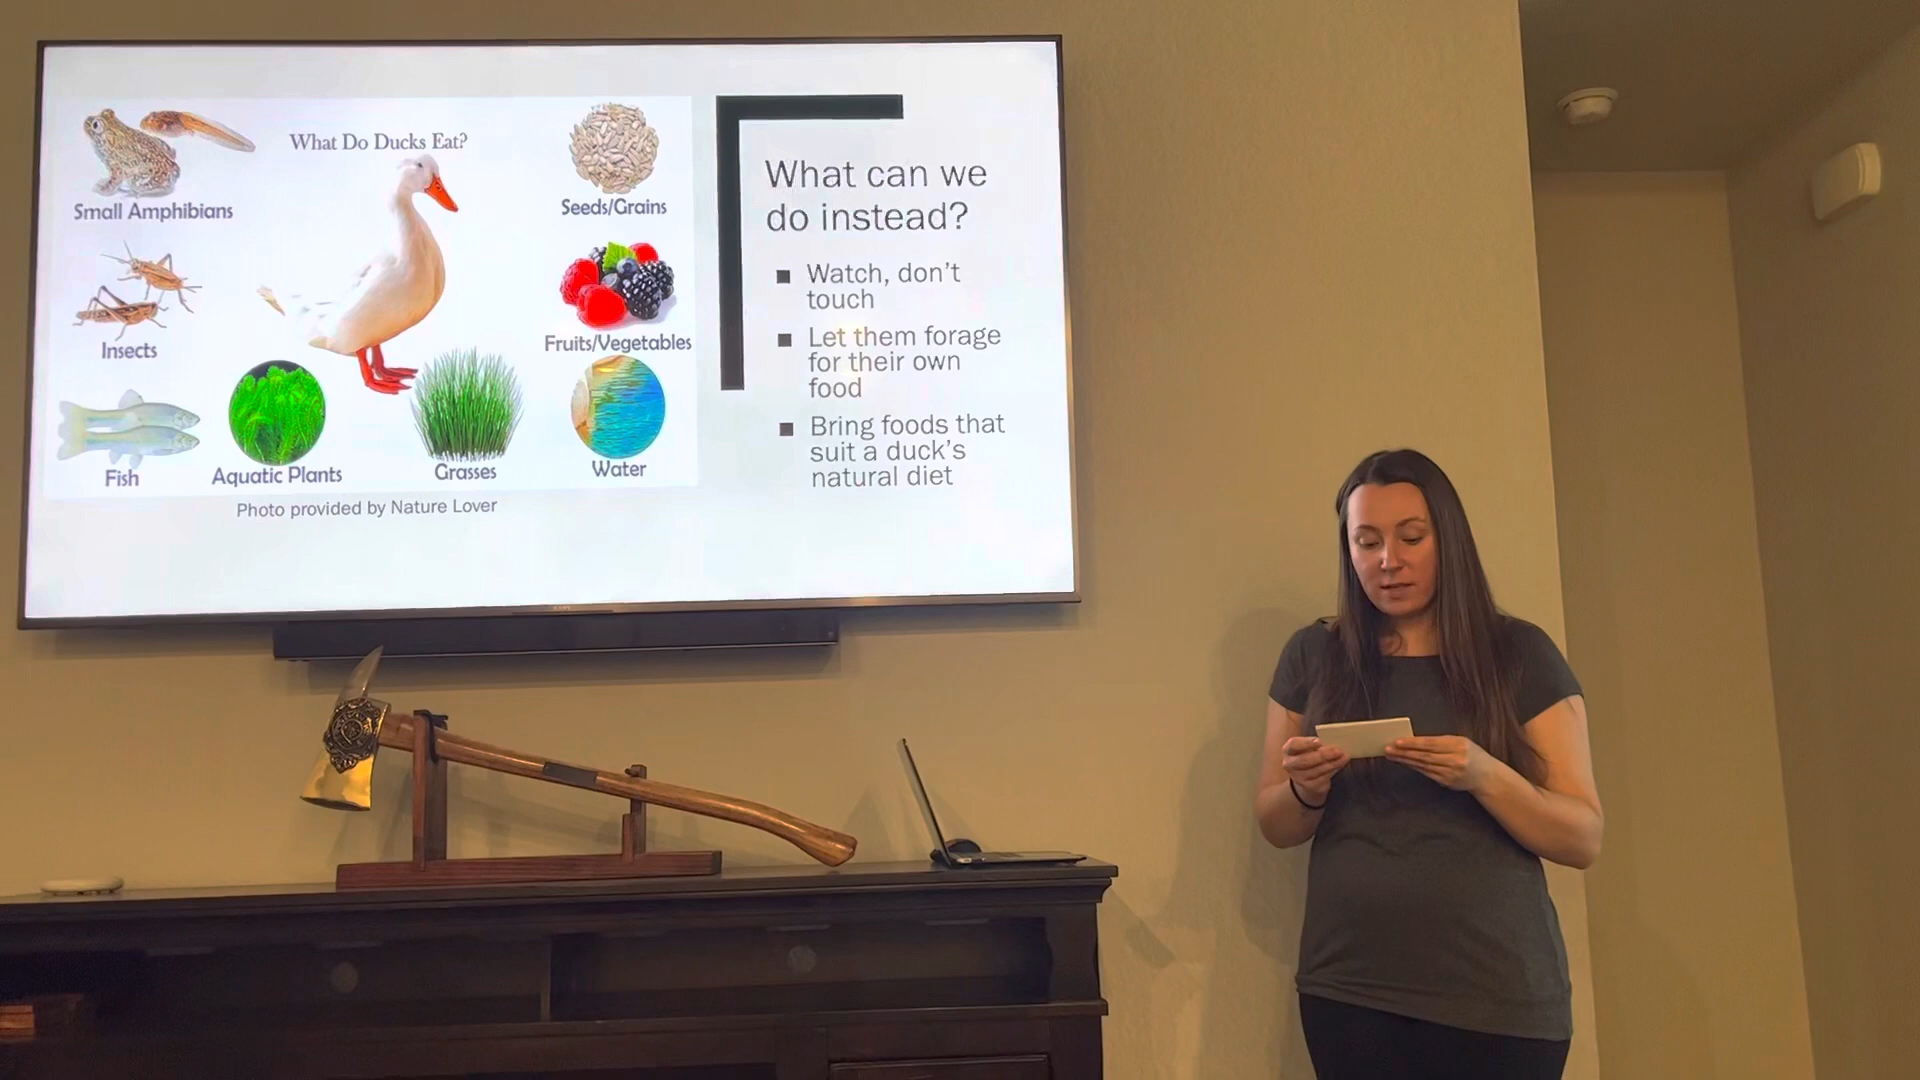 What Do Ducks Eat?
Small Amphibians
Seeds/Grains
Insects
Fruits/Vegetables
Fish
Aquatic Plants
Grasses
Water
Photo provided by Nature Lover
What can we
do instead?
Watch, don't
touch
Let them forage
for their own
food
Bring foods that
suit a duck's
natural diet